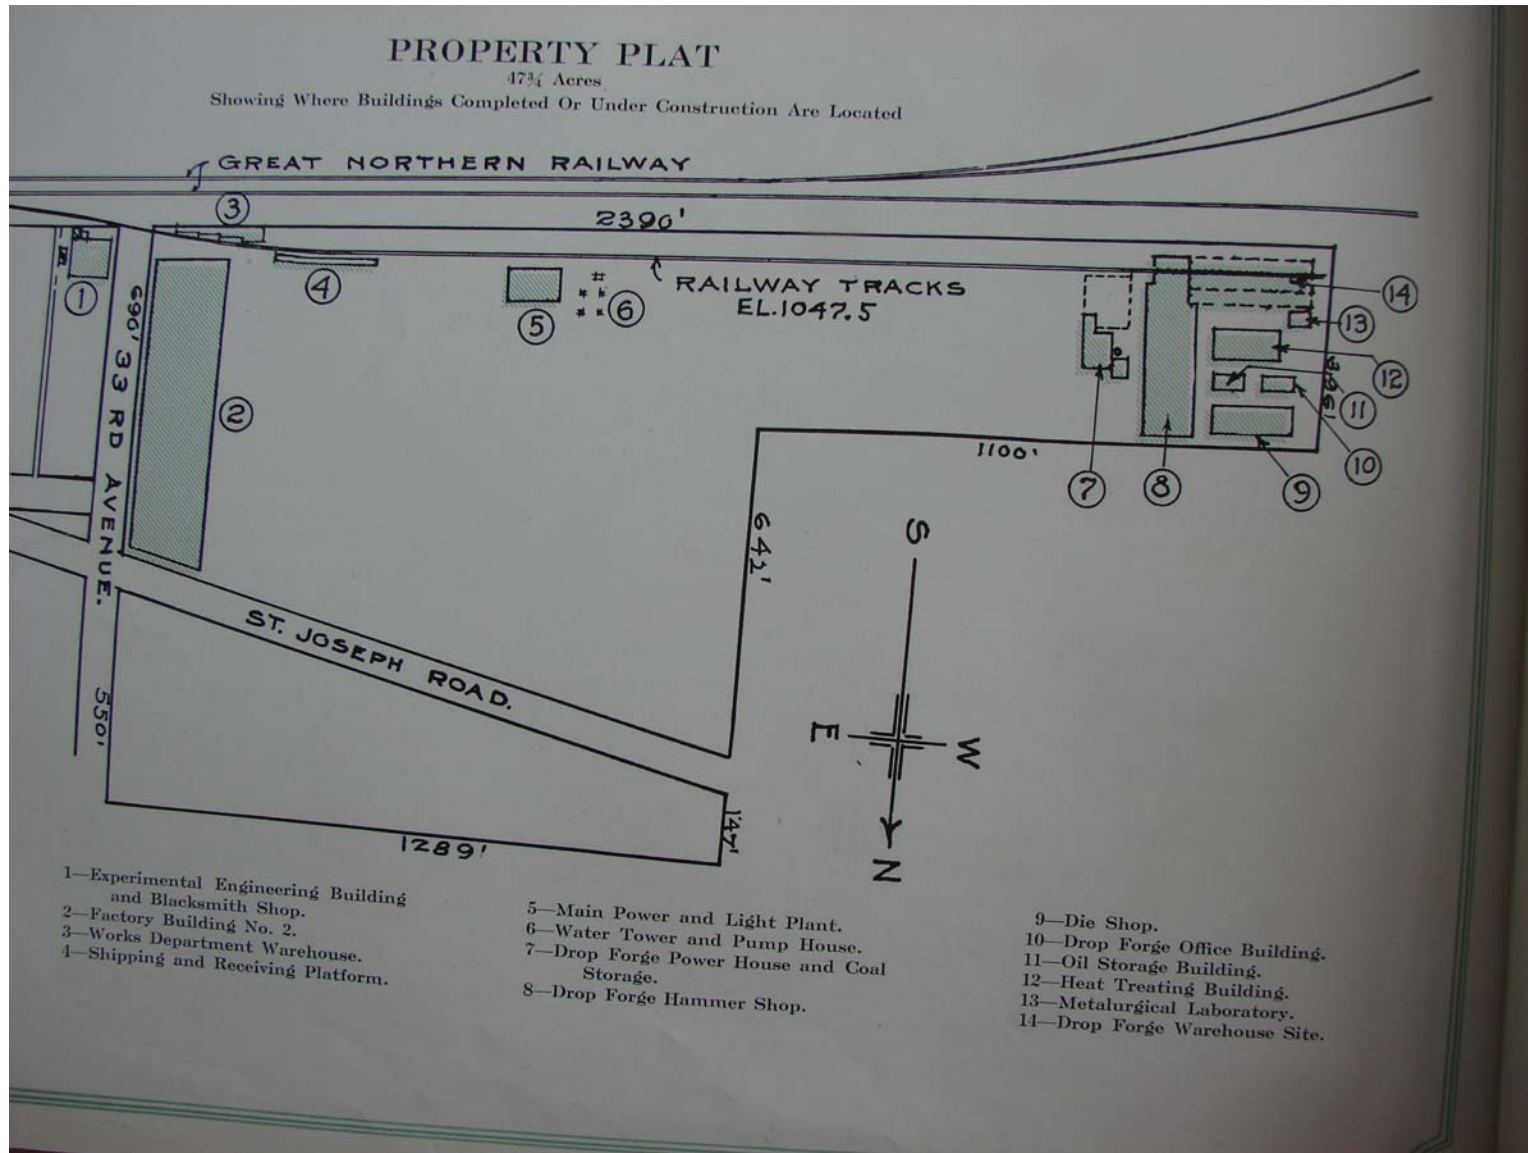 PROPERTY PLAT
47¾ Acres
Showing Where Buildings Completed Or Under Construction Are Located
GREAT NORTHERN RAILWAY
2390'
3
1
4
5
6
RAILWAY TRACKS
EL.1047.5
14
13
12
11
10
9
8
7
2
690'
33RD AVENUE.
1100'
642'
ST. JOSEPH ROAD.
550'
1289'
147'
S
E
W
N
1—Experimental Engineering Building
and Blacksmith Shop.
2—Factory Building No. 2.
3—Works Department Warehouse.
4—Shipping and Receiving Platform.
5—Main Power and Light Plant.
6—Water Tower and Pump House.
7—Drop Forge Power House and Coal
Storage.
8—Drop Forge Hammer Shop.
9—Die Shop.
10—Drop Forge Office Building.
11—Oil Storage Building.
12—Heat Treating Building.
13—Metalurgical Laboratory.
14—Drop Forge Warehouse Site.